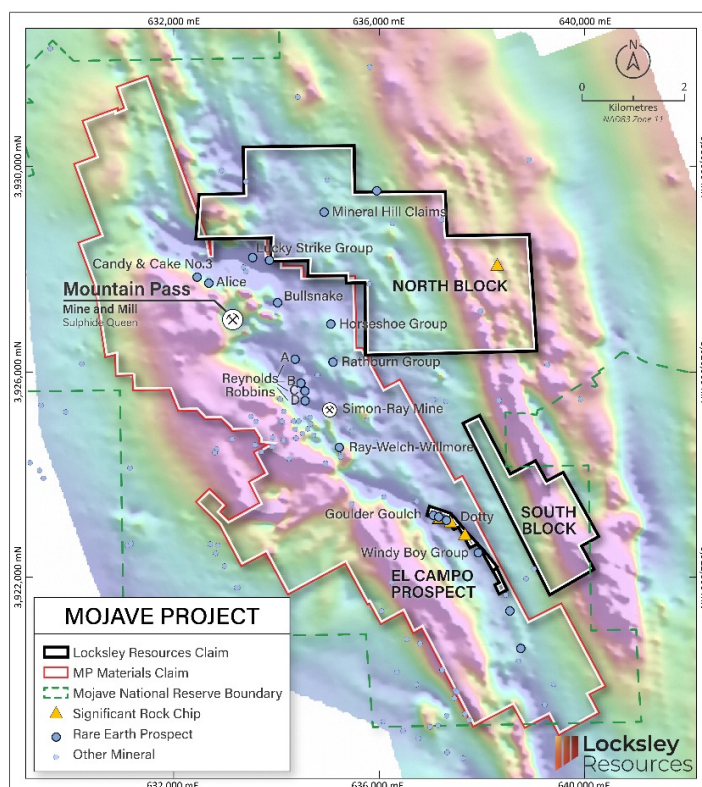 632,000 mE
636,000 mE
640,000 mE
N
0
2
Kilometres
NAD83 Zone 11
3,930,000 mN
Mineral Hill Claims
Lucky Strike Group
Candy & Cake No.3
Alice
NORTH BLOCK
Mountain Pass
Mine and Mill
Sulphide Queen
Bullsnake
Horseshoe Group
A
Rathburn Group
3,926,000 mN
Reynolds
B
C
Robbins
D
Simon-Ray Mine
Ray-Welch-Willmore
SOUTH
BLOCK
Goulder Goulch
Dotty
Windy Boy Group
EL CAMPO
PROSPECT
3,922,000 mN
MOJAVE PROJECT
Locksley Resources Claim
MP Materials Claim
Mojave National Reserve Boundary
Significant Rock Chip
Rare Earth Prospect
Other Mineral
Locksley
Resources
632,000 mE
636,000 mE
640,000 mE